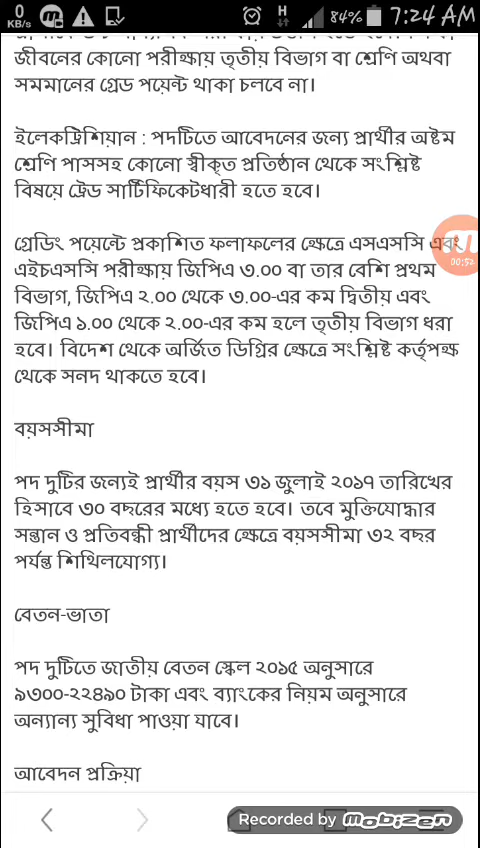 0
KB/s
H
84%
7:24 AM
জীবনের কোনো পরীক্ষায় তৃতীয় বিভাগ বা শ্রেণি অথবা
সমমানের গ্রেড পয়েন্ট থাকা চলবে না।
ইলেকট্রিশিয়ান : পদটিতে আবেদনের জন্য প্রার্থীর অষ্টম
শ্রেণি পাসসহ কোনো স্বীকৃত প্রতিষ্ঠান থেকে সংশ্লিষ্ট
বিষয়ে ট্রেড সার্টিফিকেটধারী হতে হবে।
গ্রেডিং পয়েন্টে প্রকাশিত ফলাফলের ক্ষেত্রে এসএসসি এবং
এইচএসসি পরীক্ষায় জিপিএ ৩.০০ বা তার বেশি প্রথম
00:52
বিভাগ, জিপিএ ২.০০ থেকে ৩.০০-এর কম দ্বিতীয় এবং
জিপিএ ১.০০ থেকে ২.০০-এর কম হলে তৃতীয় বিভাগ ধরা
হবে। বিদেশ থেকে অর্জিত ডিগ্রির ক্ষেত্রে সংশ্লিষ্ট কর্তৃপক্ষ
থেকে সনদ থাকতে হবে।
বয়সসীমা
পদ দুটির জন্যই প্রার্থীর বয়স ৩১ জুলাই ২০১৭ তারিখের
হিসাবে ৩০ বছরের মধ্যে হতে হবে। তবে মুক্তিযোদ্ধার
সন্তান ও প্রতিবন্ধী প্রার্থীদের ক্ষেত্রে বয়সসীমা ৩২ বছর
পর্যন্ত শিথিলযোগ্য।
বেতন-ভাতা
পদ দুটিতে জাতীয় বেতন স্কেল ২০১৫ অনুসারে
৯৩০০-২২৪৯০ টাকা এবং ব্যাংকের নিয়ম অনুসারে
অন্যান্য সুবিধা পাওয়া যাবে।
আবেদন প্রক্রিয়া
Recorded by mobizen